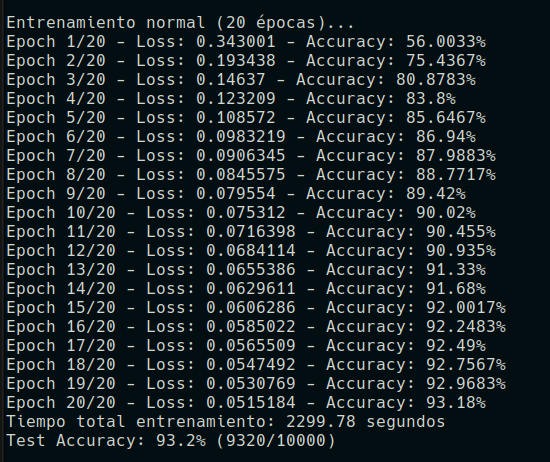 Entrenamiento normal (20 épocas)...
Epoch 1/20 - Loss: 0.343001 - Accuracy: 56.0033%
Epoch 2/20 - Loss: 0.193438 - Accuracy: 75.4367%
Epoch 3/20 - Loss: 0.14637 - Accuracy: 80.8783%
Epoch 4/20 - Loss: 0.123209 - Accuracy: 83.8%
Epoch 5/20 - Loss: 0.108572 - Accuracy: 85.6467%
Epoch 6/20 - Loss: 0.0983219 - Accuracy: 86.94%
Epoch 7/20 - Loss: 0.0906345 - Accuracy: 87.9883%
Epoch 8/20 - Loss: 0.0845575 - Accuracy: 88.7717%
Epoch 9/20 - Loss: 0.079554 - Accuracy: 89.42%
Epoch 10/20 - Loss: 0.075312 - Accuracy: 90.02%
Epoch 11/20 - Loss: 0.0716398 - Accuracy: 90.455%
Epoch 12/20 - Loss: 0.0684114 - Accuracy: 90.935%
Epoch 13/20 - Loss: 0.0655386 - Accuracy: 91.33%
Epoch 14/20 - Loss: 0.0629611 - Accuracy: 91.68%
Epoch 15/20 - Loss: 0.0606286 - Accuracy: 92.0017%
Epoch 16/20 - Loss: 0.0585022 - Accuracy: 92.2483%
Epoch 17/20 - Loss: 0.0565509 - Accuracy: 92.49%
Epoch 18/20 - Loss: 0.0547492 - Accuracy: 92.7567%
Epoch 19/20 - Loss: 0.0530769 - Accuracy: 92.9683%
Epoch 20/20 - Loss: 0.0515184 - Accuracy: 93.18%
Tiempo total entrenamiento: 2299.78 segundos
Test Accuracy: 93.2% (9320/10000)